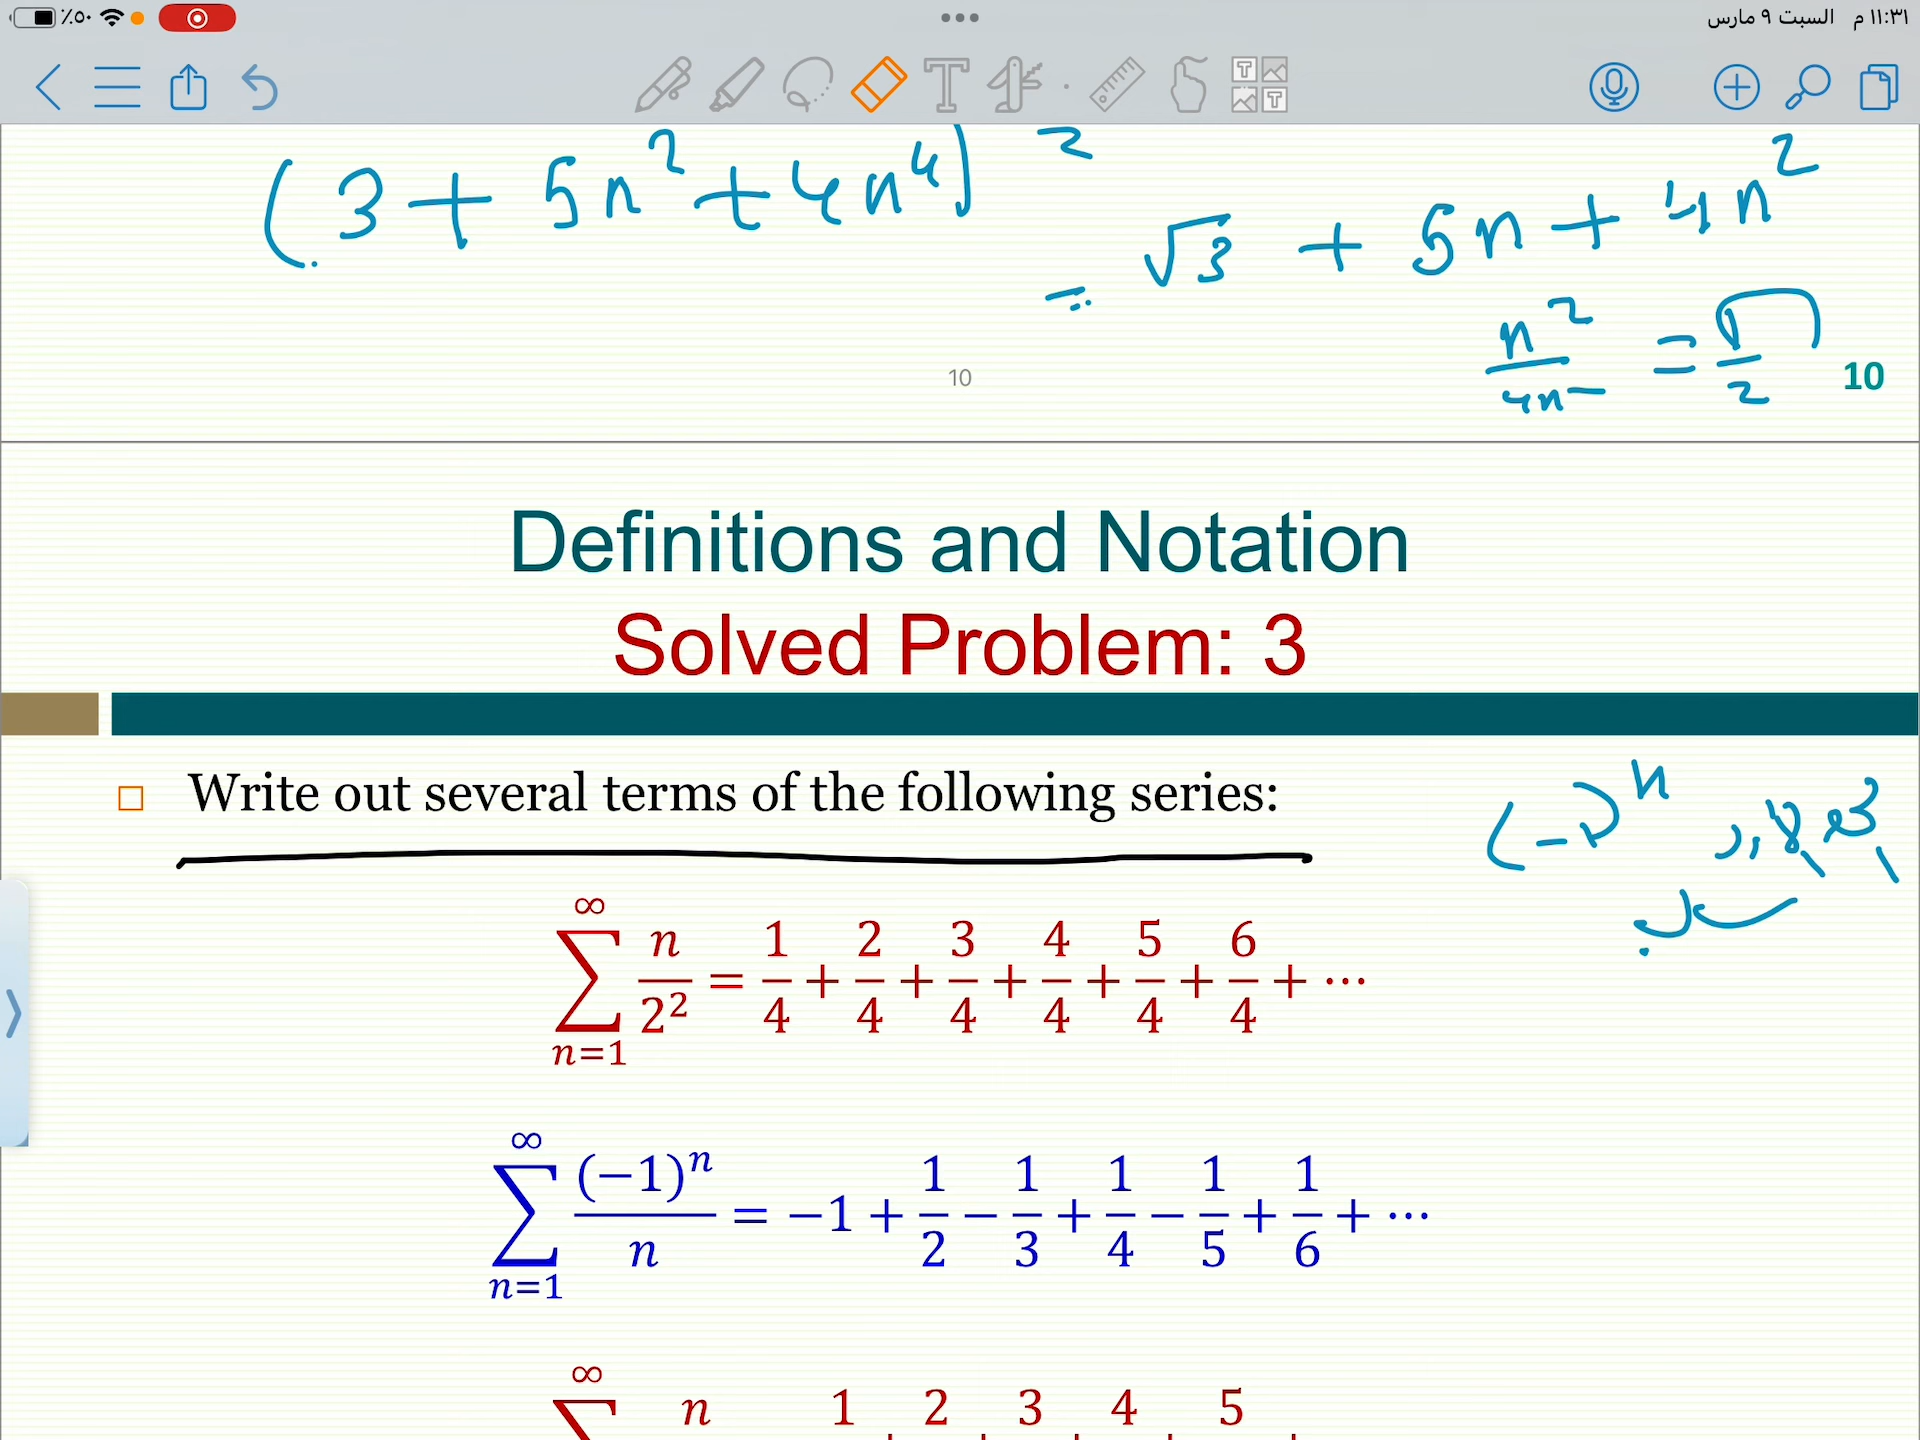 ٪٥٠
١١:٣١ م السبت ٩ مارس
(3 + 5n² + 4n⁴) 2
= √3 + 5n + 4n²
n²/4n = √/2
10
10
Definitions and Notation
Solved Problem: 3
Write out several terms of the following series:
(-1)ⁿ
∞∑n=1 n/2² = 1/4 + 2/4 + 3/4 + 4/4 + 5/4 + 6/4 + ⋯
∞∑n=1 (−1)ⁿ/n = −1 + 1/2 − 1/3 + 1/4 − 1/5 + 1/6 + ⋯
∞∑ n 1 2 3 4 5